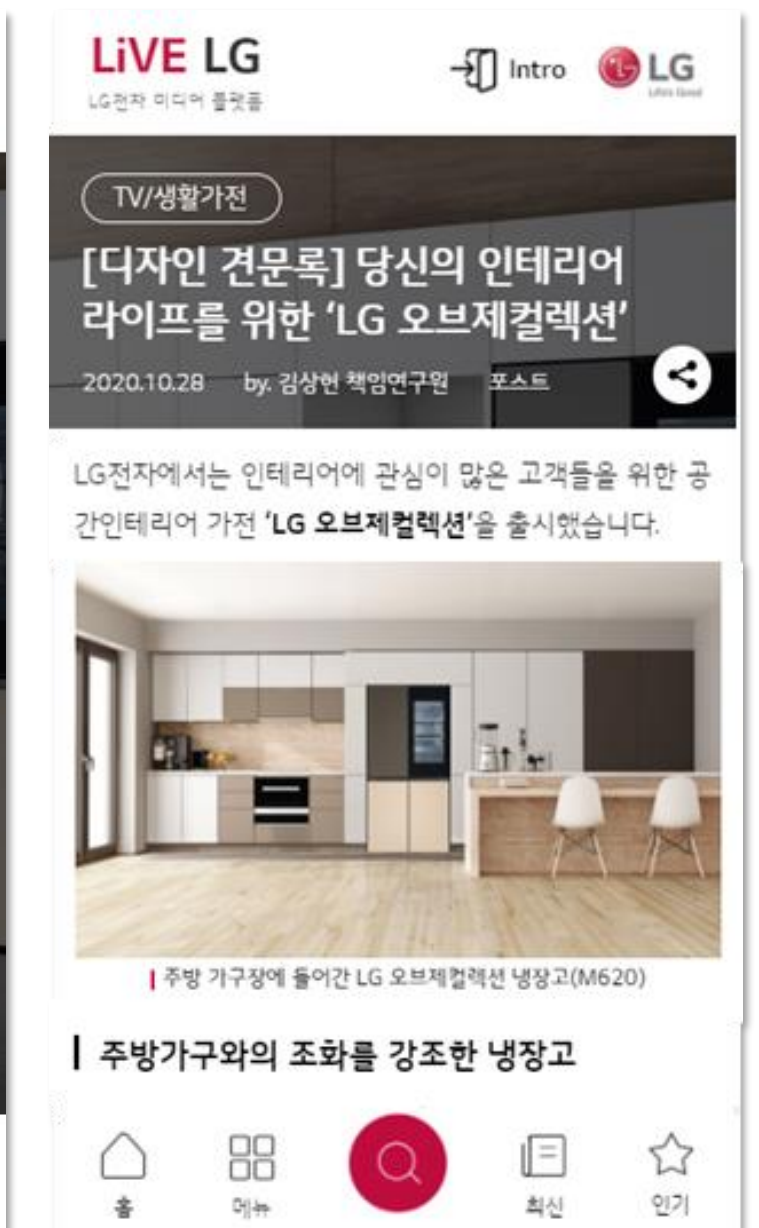 LiVE LG
LG전자 미디어 플랫폼
Intro
LG
Life's Good
TV/생활가전
[디자인 견문록] 당신의 인테리어
라이프를 위한 ‘LG 오브제컬렉션’
2020.10.28 by. 김상현 책임연구원 포스트
LG전자에서는 인테리어에 관심이 많은 고객들을 위한 공
간인테리어 가전 ‘LG 오브제컬렉션’을 출시했습니다.
주방 가구장에 들어간 LG 오브제컬렉션 냉장고(M620)
주방가구와의 조화를 강조한 냉장고
홈
메뉴
최신
인기